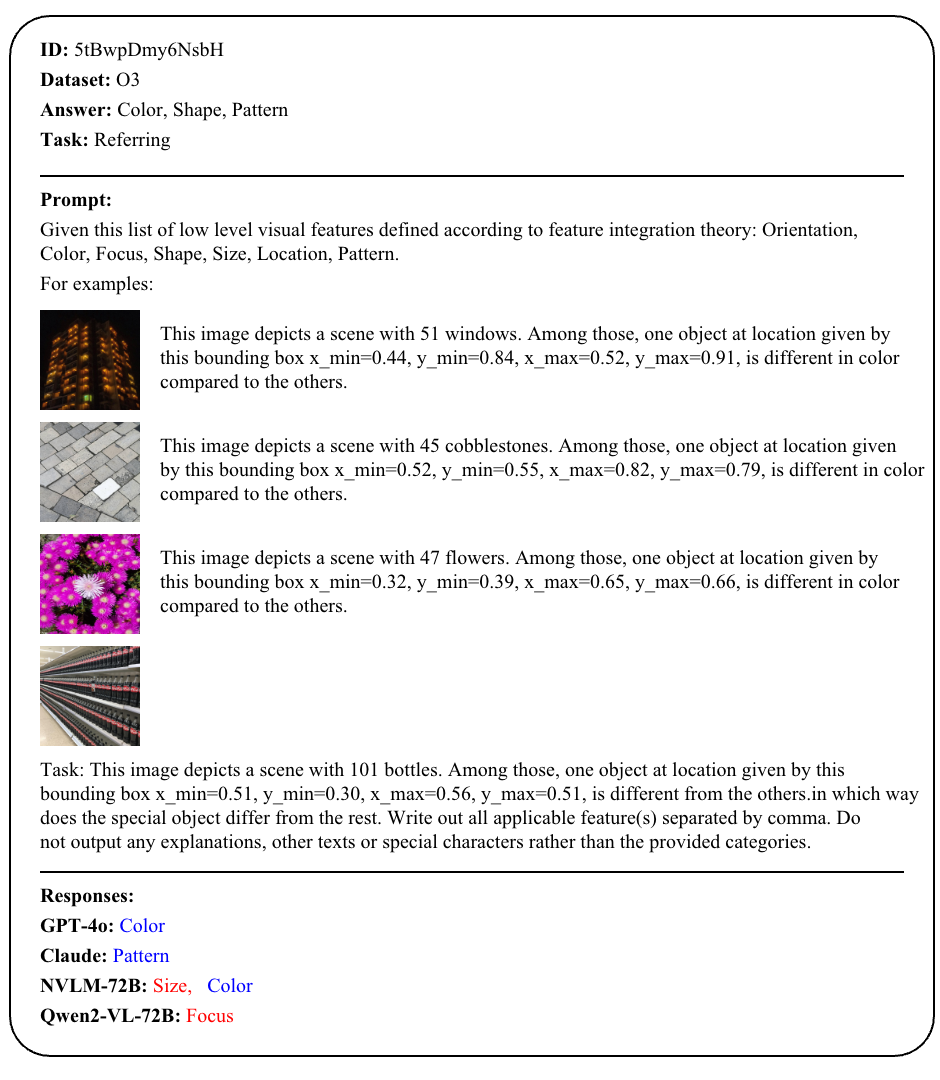 ID: 5tBwpDmy6NsbH
Dataset: O3
Answer: Color, Shape, Pattern
Task: Referring
Prompt:
Given this list of low level visual features defined according to feature integration theory: Orientation,
Color, Focus, Shape, Size, Location, Pattern.
For examples:
This image depicts a scene with 51 windows. Among those, one object at location given by
this bounding box x_min=0.44, y_min=0.84, x_max=0.52, y_max=0.91, is different in color
compared to the others.
This image depicts a scene with 45 cobblestones. Among those, one object at location given
by this bounding box x_min=0.52, y_min=0.55, x_max=0.82, y_max=0.79, is different in color
compared to the others.
This image depicts a scene with 47 flowers. Among those, one object at location given by
this bounding box x_min=0.32, y_min=0.39, x_max=0.65, y_max=0.66, is different in color
compared to the others.
Task: This image depicts a scene with 101 bottles. Among those, one object at location given by this
bounding box x_min=0.51, y_min=0.30, x_max=0.56, y_max=0.51, is different from the others.in which way
does the special object differ from the rest. Write out all applicable feature(s) separated by comma. Do
not output any explanations, other texts or special characters rather than the provided categories.
Responses:
GPT-4o: Color
Claude: Pattern
NVLM-72B: Size, Color
Qwen2-VL-72B: Focus